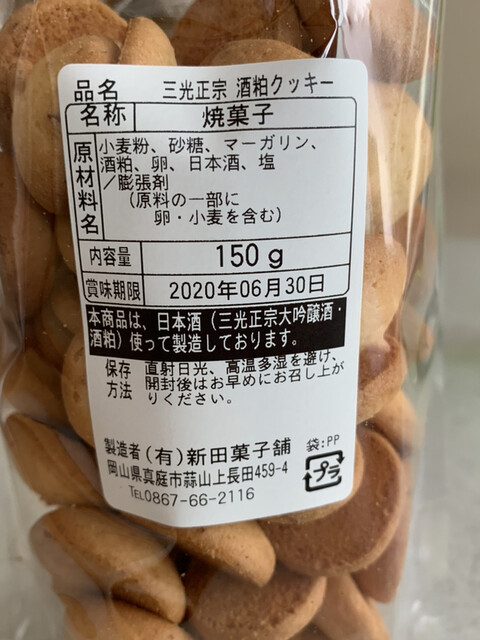 品名 三光正宗 酒粕クッキー
名称 焼菓子
原材料名 小麦粉、砂糖、マーガリン、
酒粕、卵、日本酒、塩
／膨張剤
（原料の一部に
卵・小麦を含む）
内容量 150g
賞味期限 2020年06月30日
本商品は、日本酒（三光正宗大吟醸酒・
酒粕）使って製造しております。
保存方法 直射日光、高温多湿を避け、
開封後はお早めにお召し上が
りください。
製造者（有）新田菓子舗 袋:PP
岡山県真庭市蒜山上長田459-4
TEL0867-66-2116
プラ